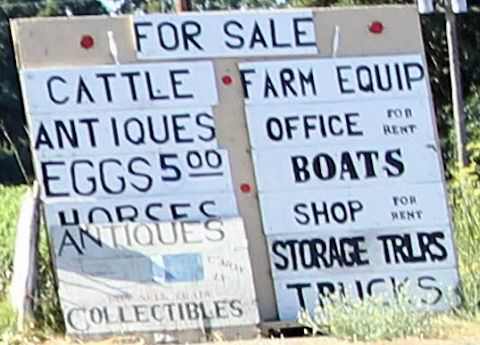 FOR SALE
CATTLE
ANTIQUES
EGGS 5.00
HORSES
ANTIQUES
COLLECTIBLES
FARM EQUIP
OFFICE FOR RENT
BOATS
SHOP FOR RENT
STORAGE TRLRS
TRUCKS